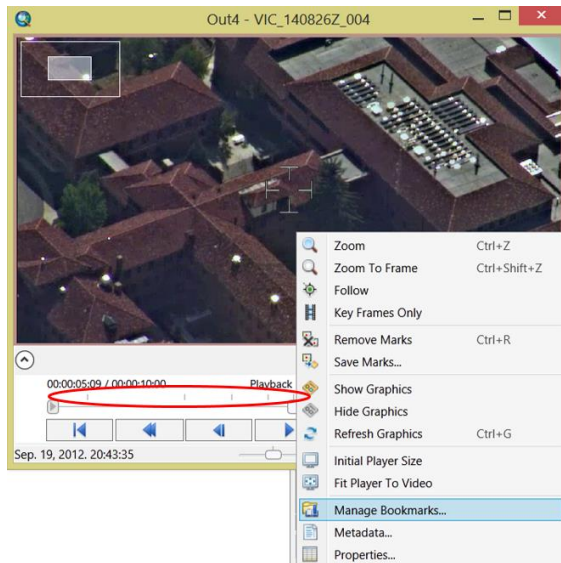 Out4 - VIC_140826Z_004
Zoom Ctrl+Z
Zoom To Frame Ctrl+Shift+Z
Follow
Key Frames Only
Remove Marks Ctrl+R
Save Marks...
Show Graphics
Hide Graphics
Refresh Graphics Ctrl+G
Initial Player Size
Fit Player To Video
Manage Bookmarks...
Metadata...
Properties...
00:00:05:09 / 00:00:10:00 Playback
Sep. 19, 2012. 20:43:35